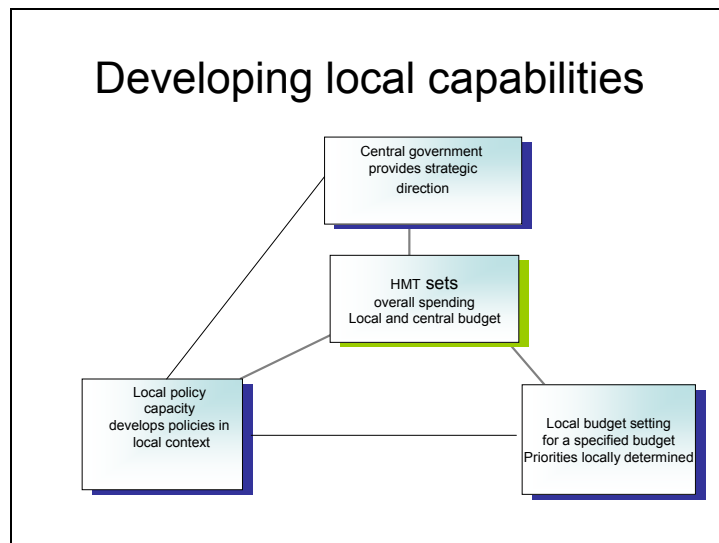 Developing local capabilities
Central government
provides strategic
direction
HMT sets
overall spending
Local and central budget
Local policy
capacity
develops policies in
local context
Local budget setting
for a specified budget
Priorities locally determined